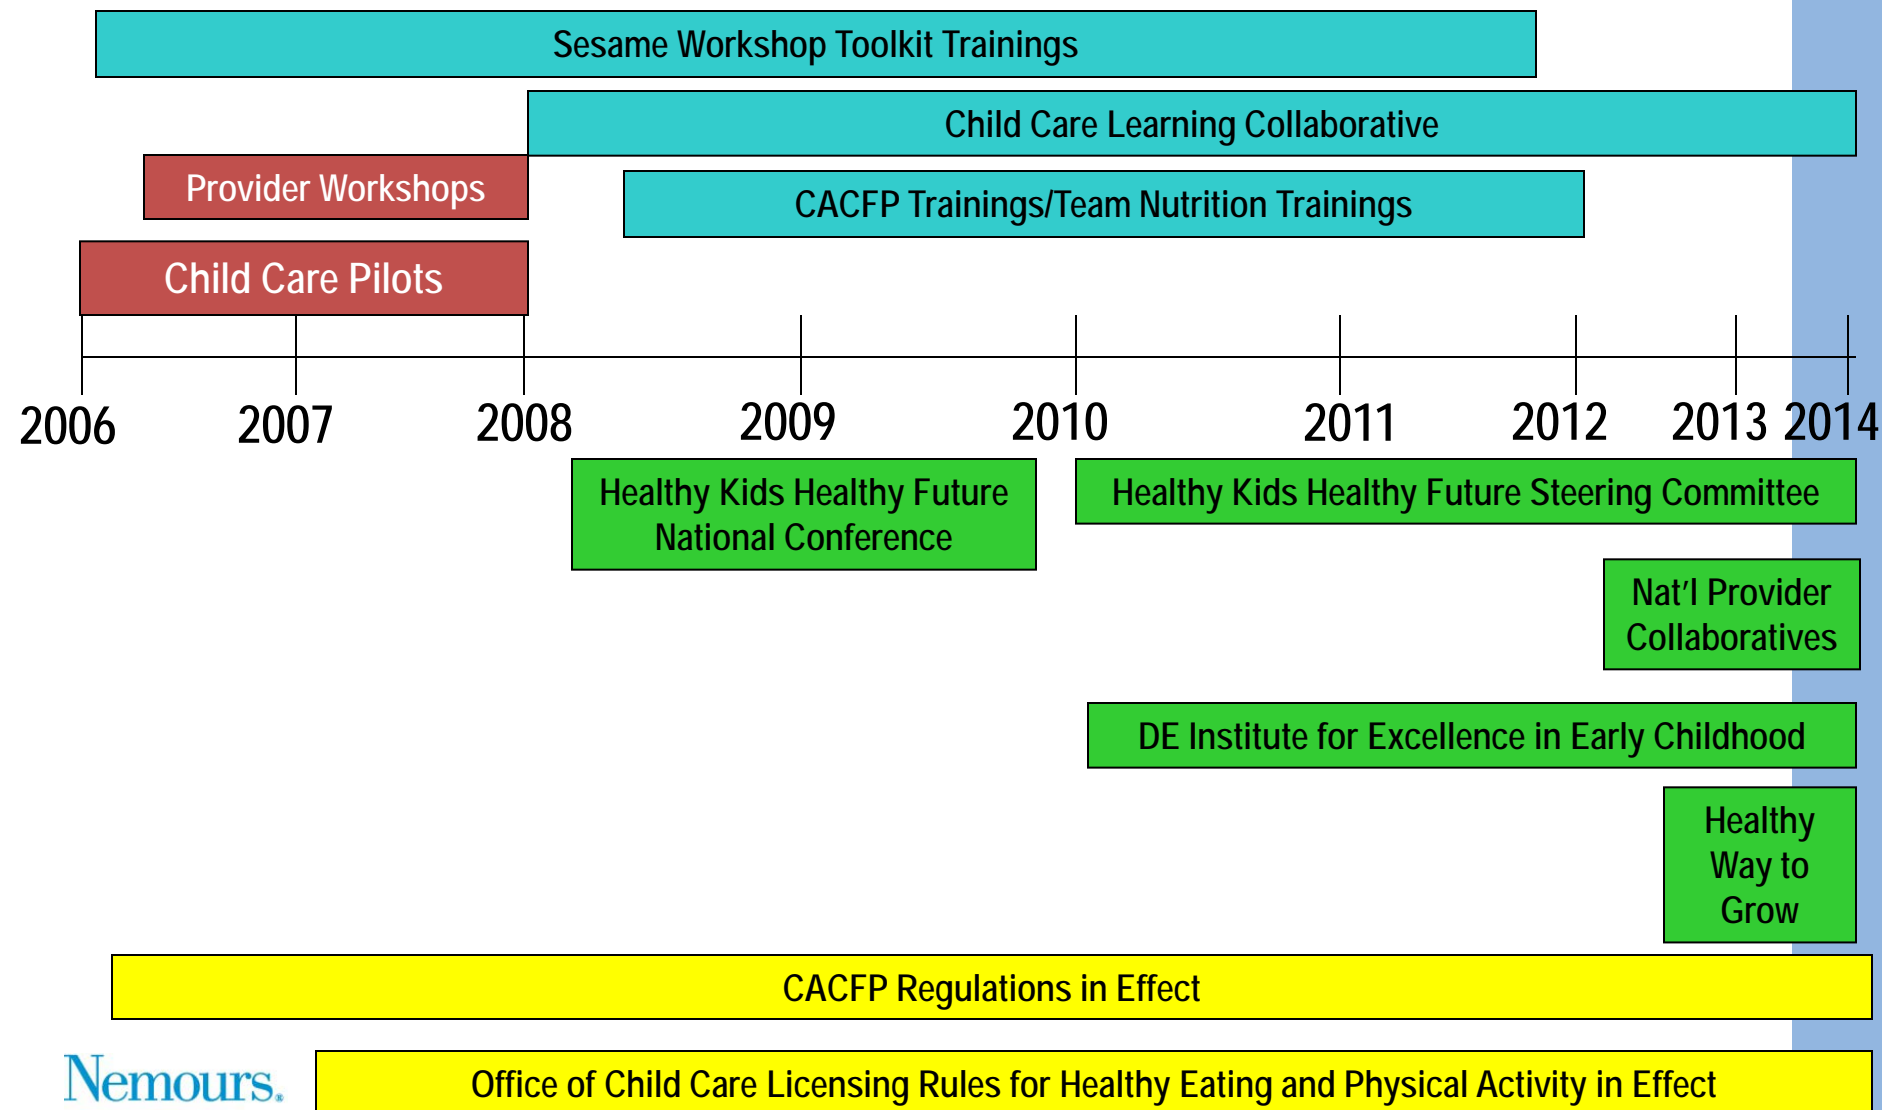 Sesame Workshop Toolkit Trainings
Child Care Learning Collaborative
Provider Workshops
CACFP Trainings/Team Nutrition Trainings
Child Care Pilots
2006 2007 2008 2009 2010 2011 2012 2013 2014
Healthy Kids Healthy Future
National Conference
Healthy Kids Healthy Future Steering Committee
Nat'l Provider
Collaboratives
DE Institute for Excellence in Early Childhood
Healthy
Way to
Grow
CACFP Regulations in Effect
Nemours®
Office of Child Care Licensing Rules for Healthy Eating and Physical Activity in Effect